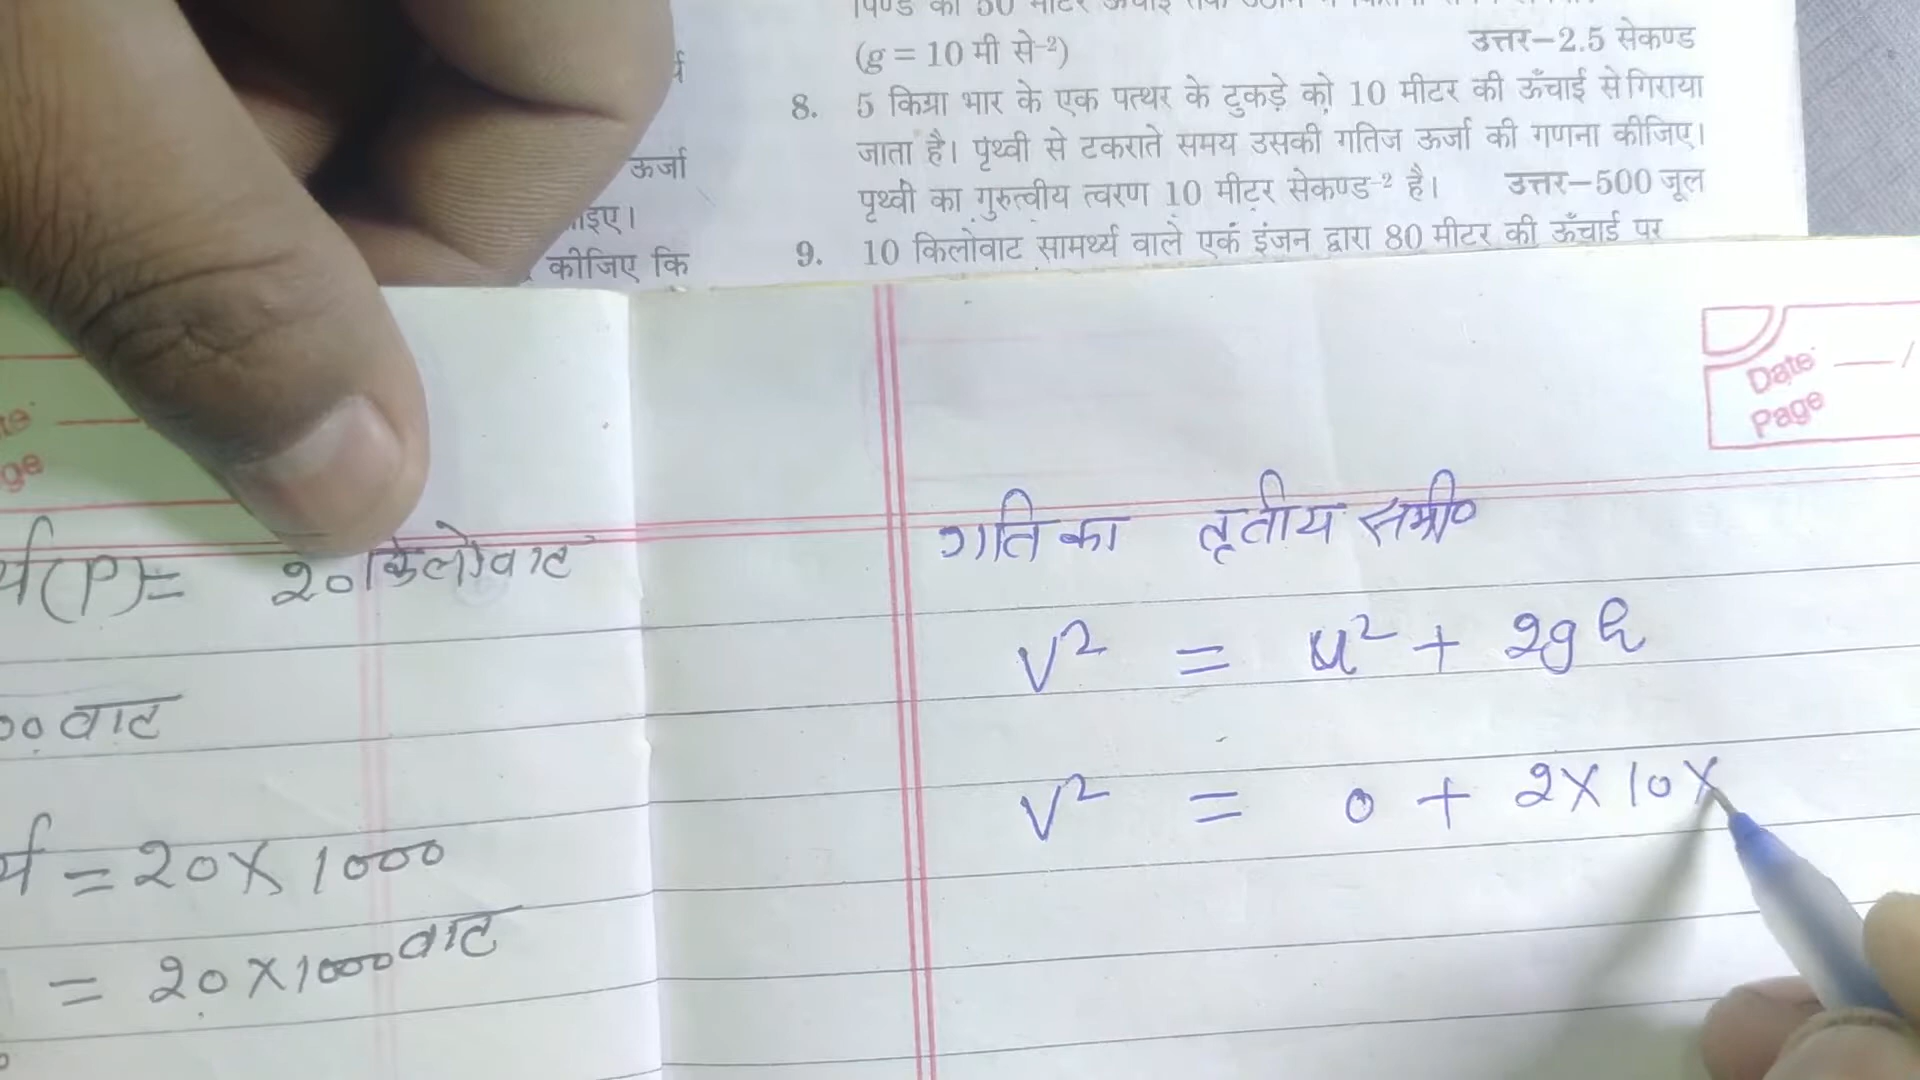 (g = 10 मी से⁻²) उत्तर–2.5 सेकण्ड
8. 5 किग्रा भार के एक पत्थर के टुकड़े को 10 मीटर की ऊँचाई से गिराया
जाता है। पृथ्वी से टकराते समय उसकी गतिज ऊर्जा की गणना कीजिए।
पृथ्वी का गुरुत्वीय त्वरण 10 मीटर सेकण्ड⁻² है। उत्तर–500 जूल
9. 10 किलोवाट सामर्थ्य वाले एक इंजन द्वारा 80 मीटर की ऊँचाई पर
ऊर्जा
कीजिए कि
Date
Page
(P) = 20 किलोवाट
वाट
= 20 × 1000
= 20 × 1000 वाट
गति का तृतीय समी०
V² = u² + 2gh
V² = 0 + 2 × 10 ×